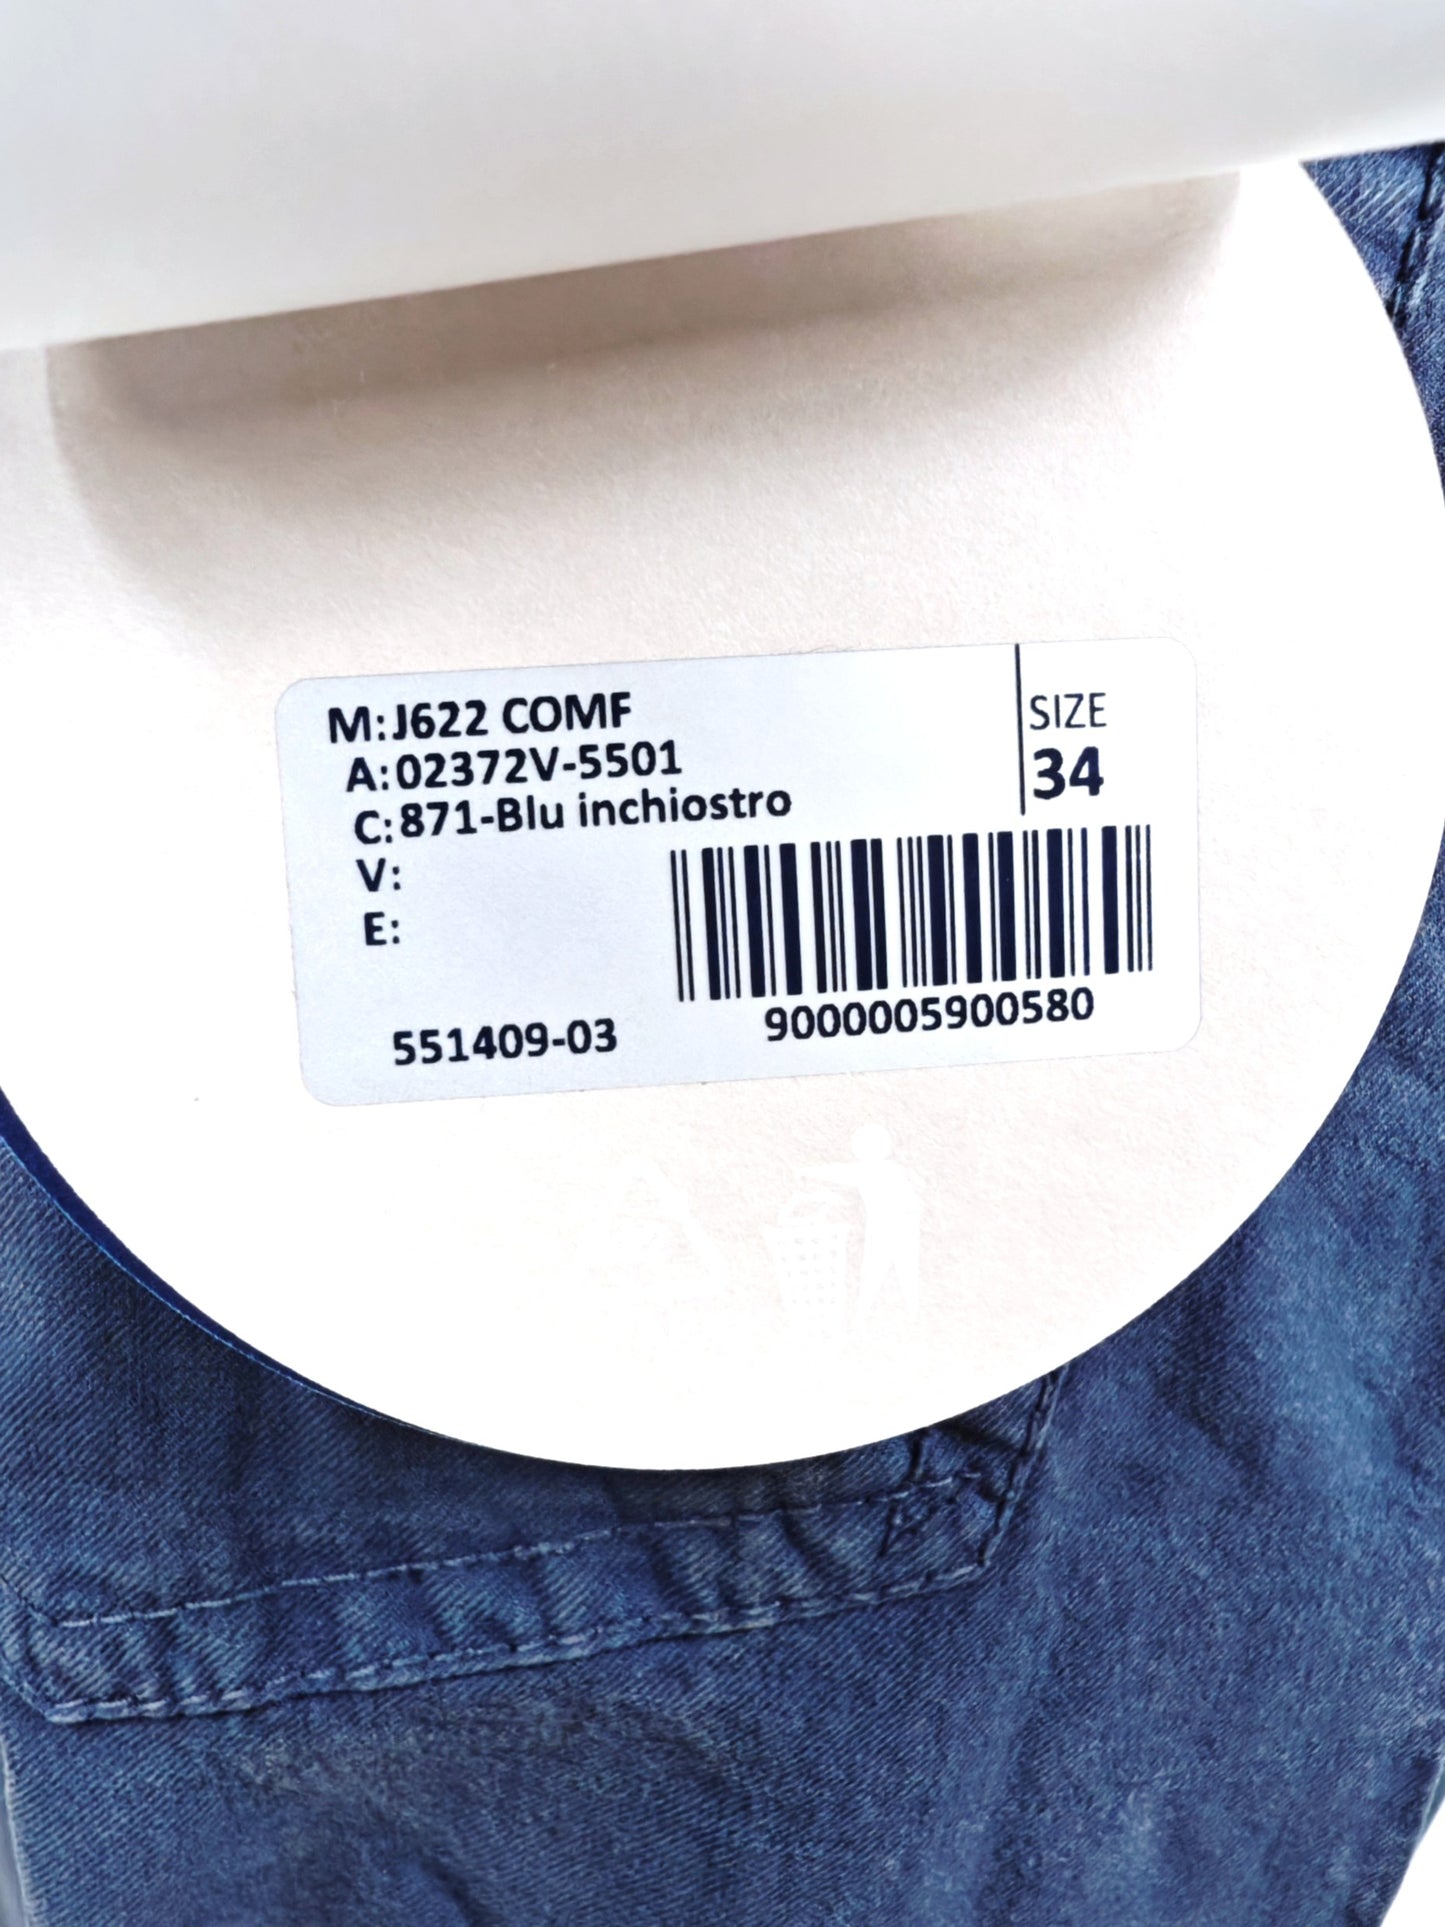 M: J622 COMF
A: 02372V-5501
C: 871-Blu inchiostro
V:
E:
SIZE
34
551409-03
9000005900580